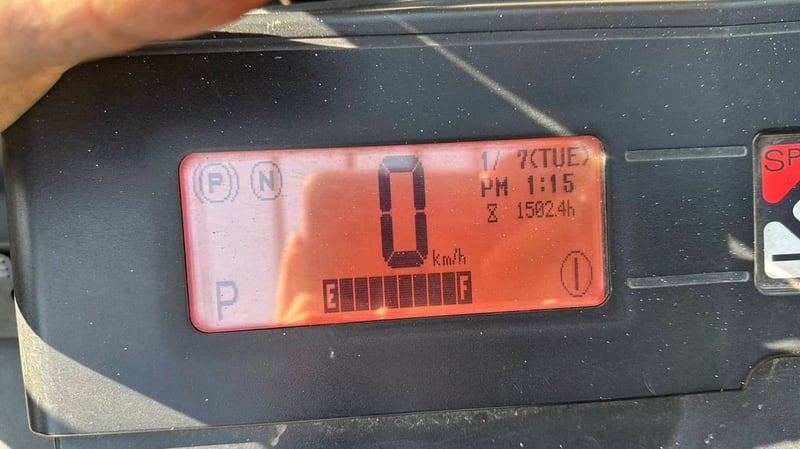 (P) N
0 km/h
1/ 7(TUE)
PM 1:15
1502.4h
P
E F
SP